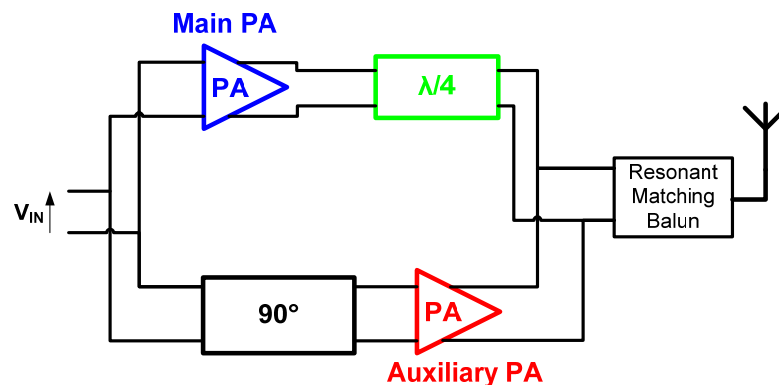 Main PA
PA
λ/4
Resonant
Matching
Balun
VIN
90°
PA
Auxiliary PA